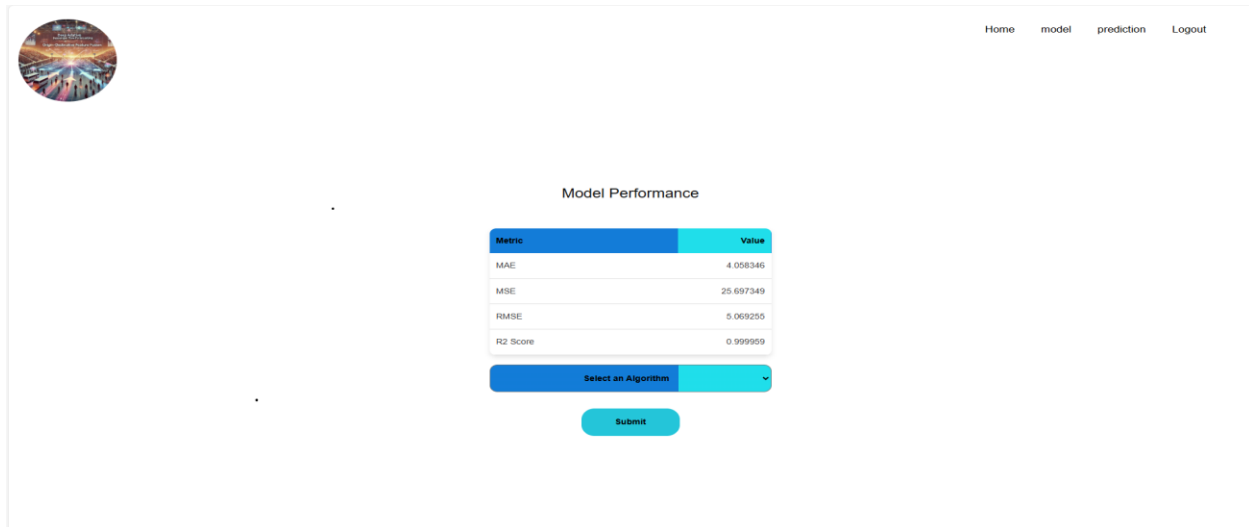 Home model prediction Logout
Model Performance
Metric Value
MAE 4.058346
MSE 25.697349
RMSE 5.069255
R2 Score 0.999959
Select an Algorithm
Submit